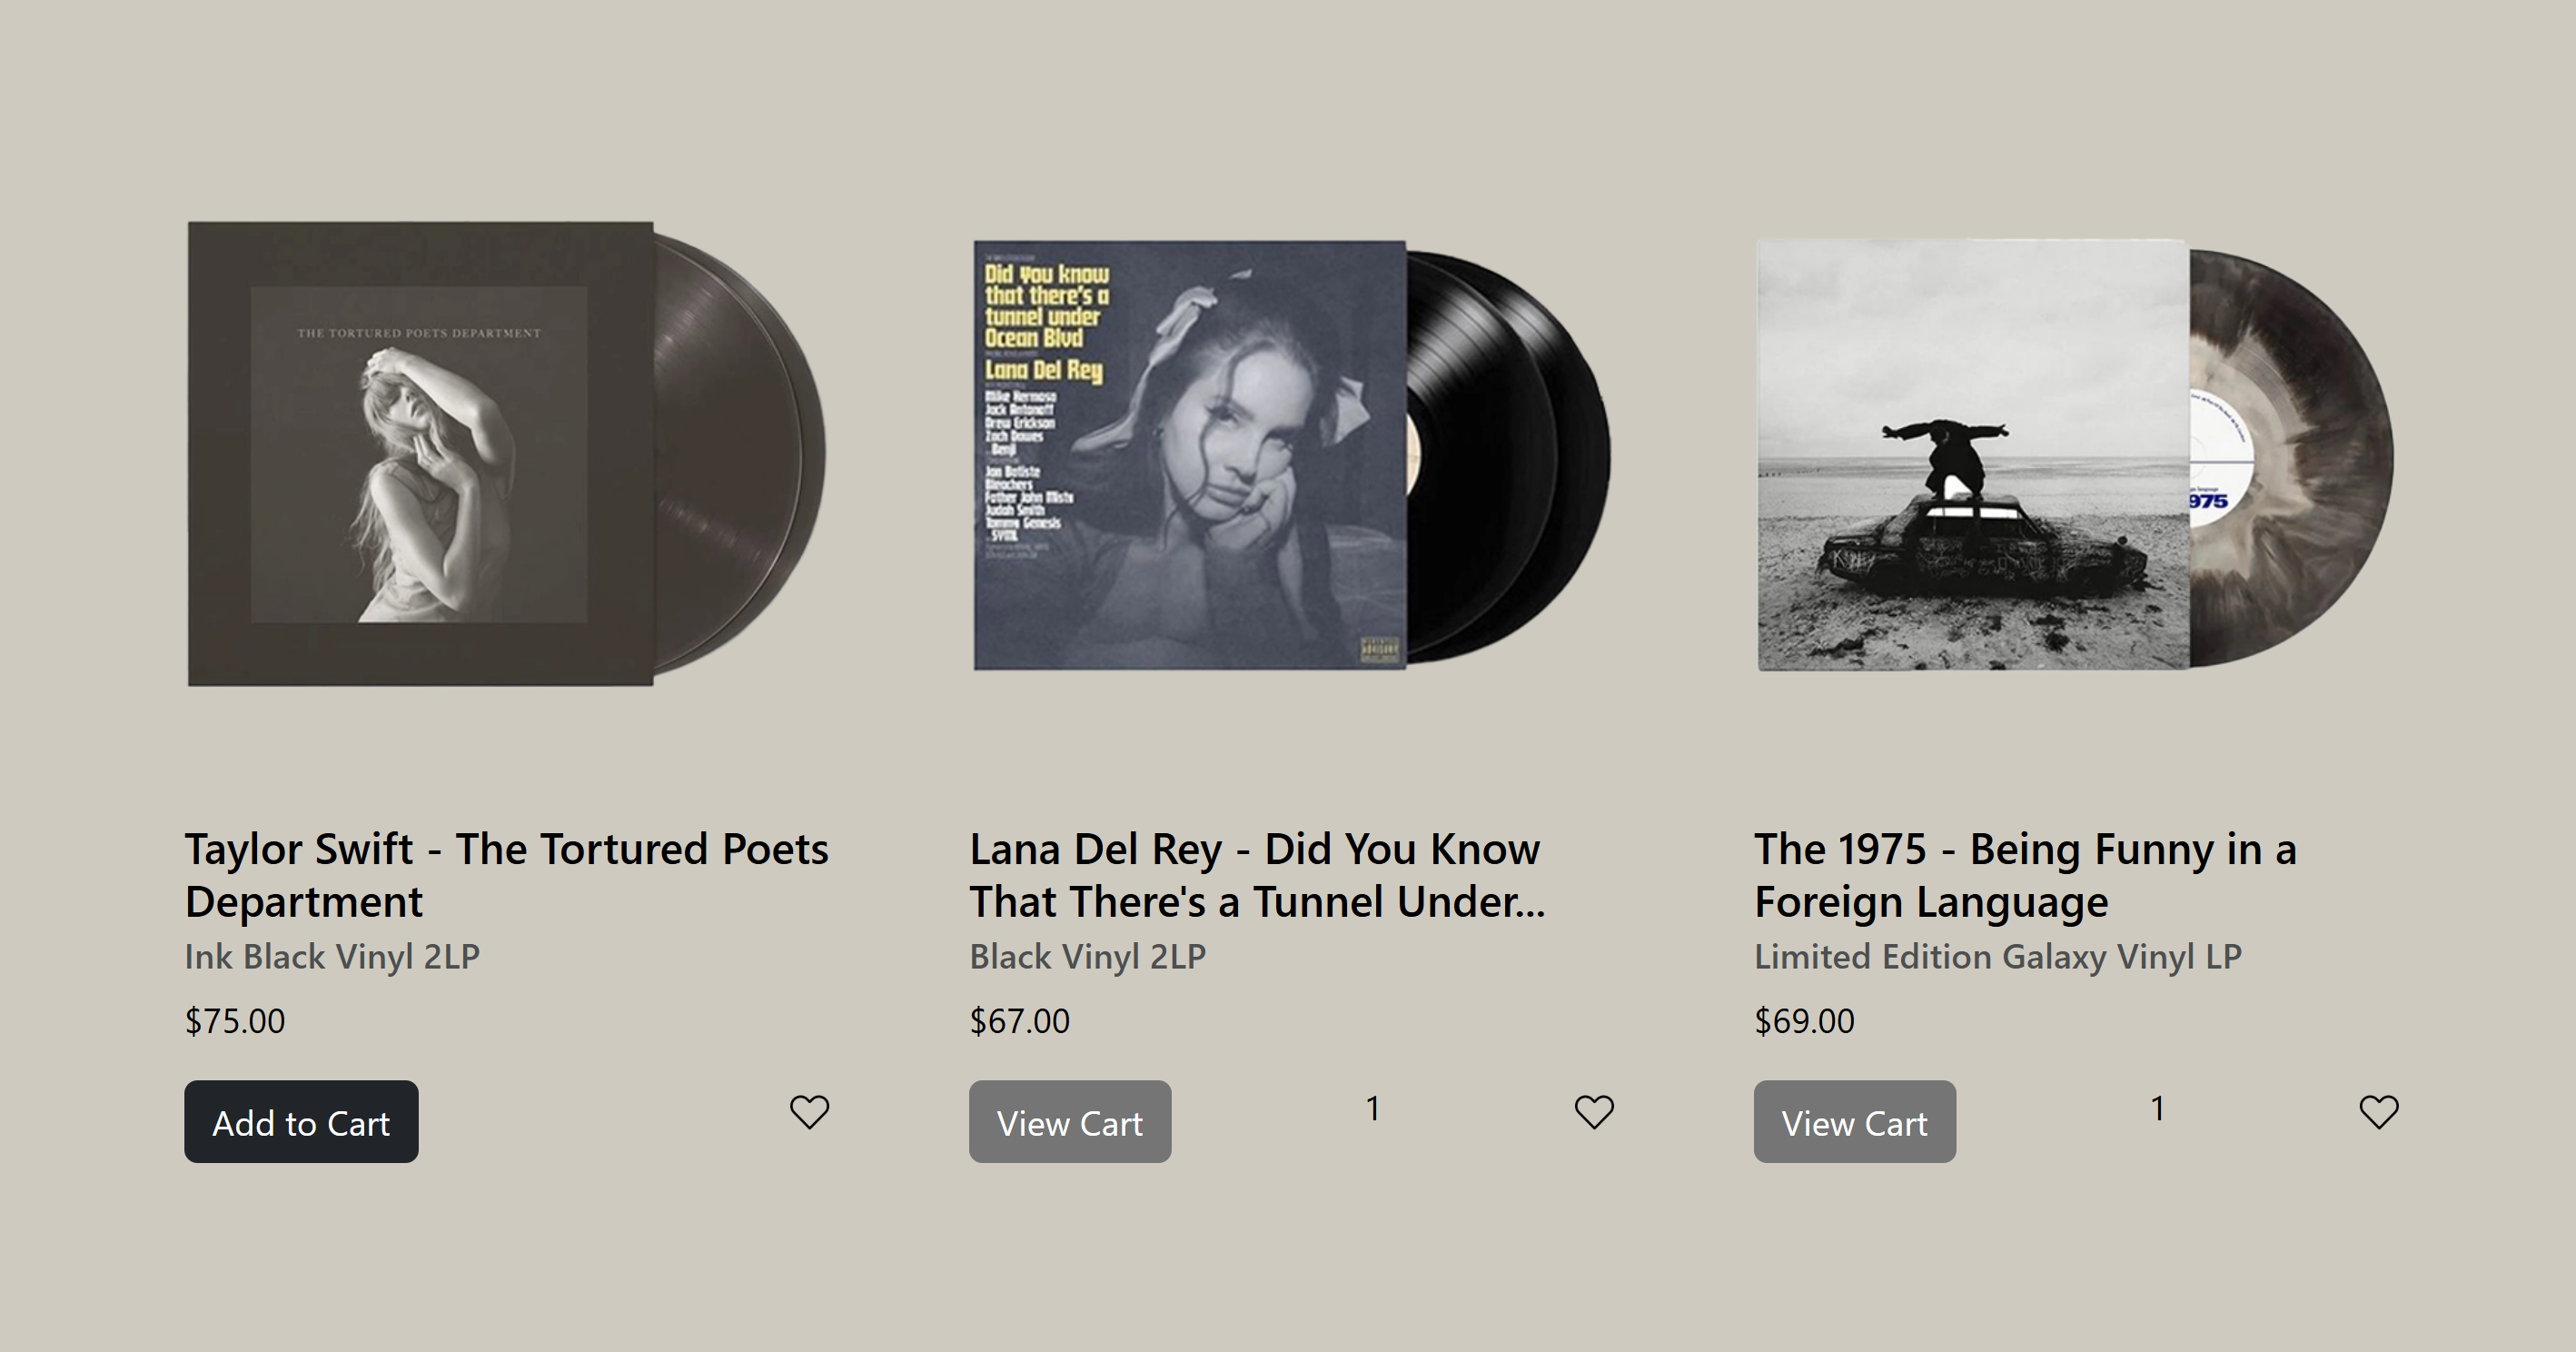 THE TORTURED POETS DEPARTMENT
Did you know
that there's a
tunnel under
Ocean Blvd
Lana Del Rey
Mike Hermosa
Jack Antonoff
Drew Erickson
Zach Dawes
Benji
Jon Batiste
Bleachers
Father John Misty
Judah Smith
Tommy Genesis
SYML
ADVISORY
975
Taylor Swift - The Tortured Poets
Department
Ink Black Vinyl 2LP
$75.00
Add to Cart
Lana Del Rey - Did You Know
That There's a Tunnel Under...
Black Vinyl 2LP
$67.00
View Cart 1
The 1975 - Being Funny in a
Foreign Language
Limited Edition Galaxy Vinyl LP
$69.00
View Cart 1